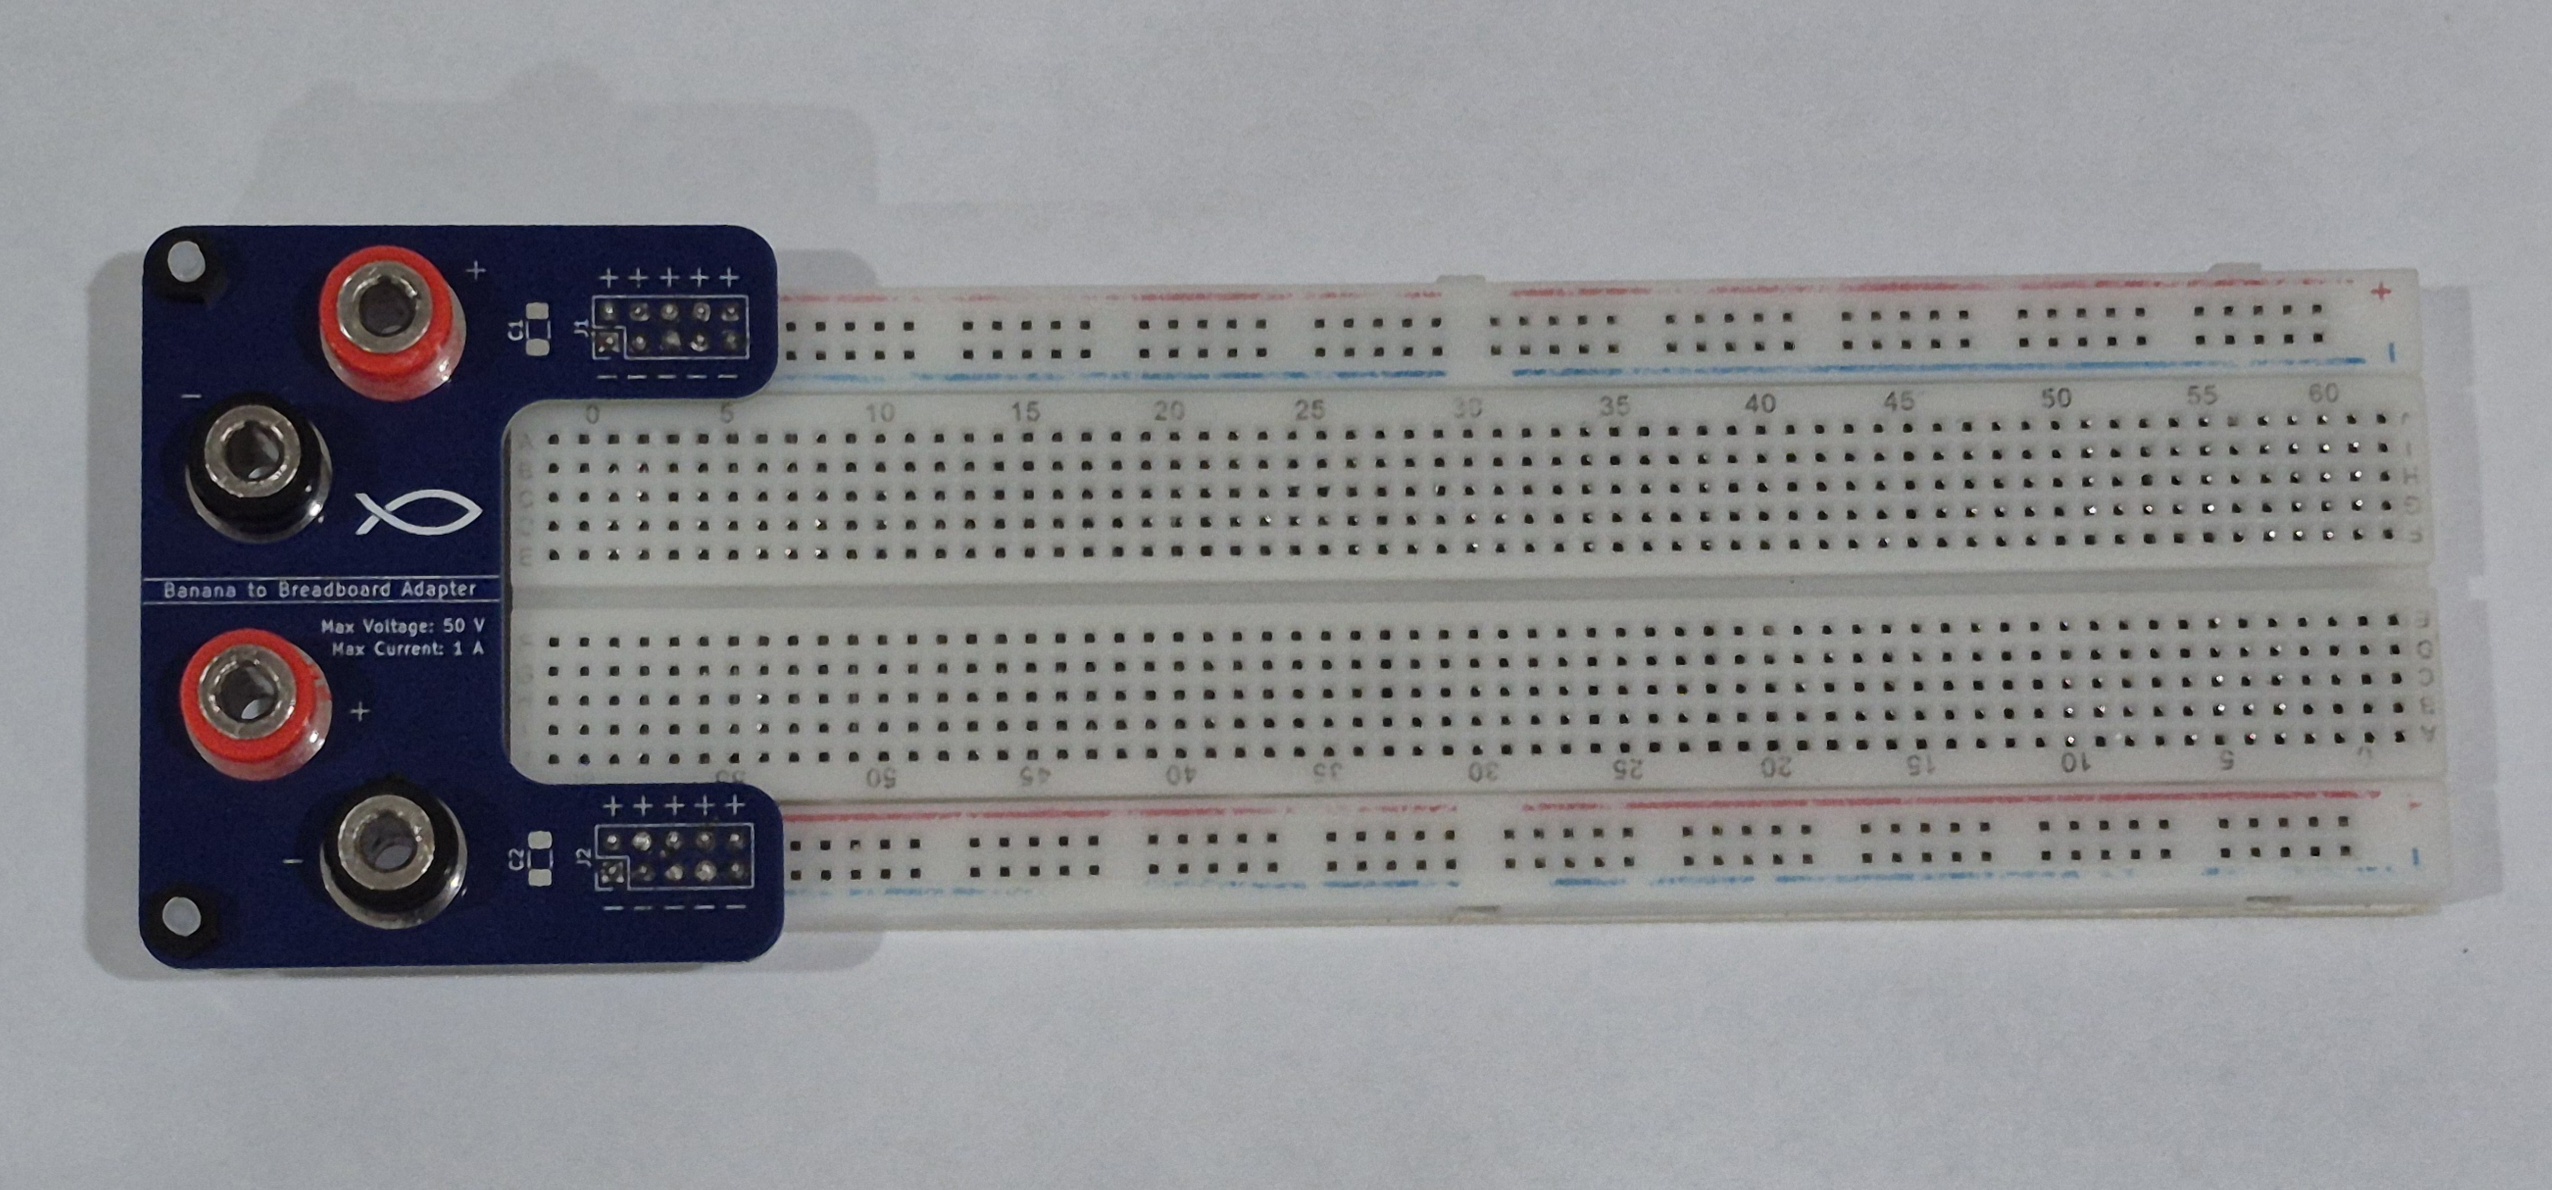 +
+ + + + +
C1
J1
- - - - -
-
+
-
0 5 10 15 20 25 30 35 40 45 50 55 60
A J
B I
C H
D G
E F
Banana to Breadboard Adapter
Max Voltage: 50 V
Max Current: 1 A
+
E
D
C
B
A
50 45 40 35 30 25 20 15 10 5
+ + + + +
-
C2
J2
- - - - -
-